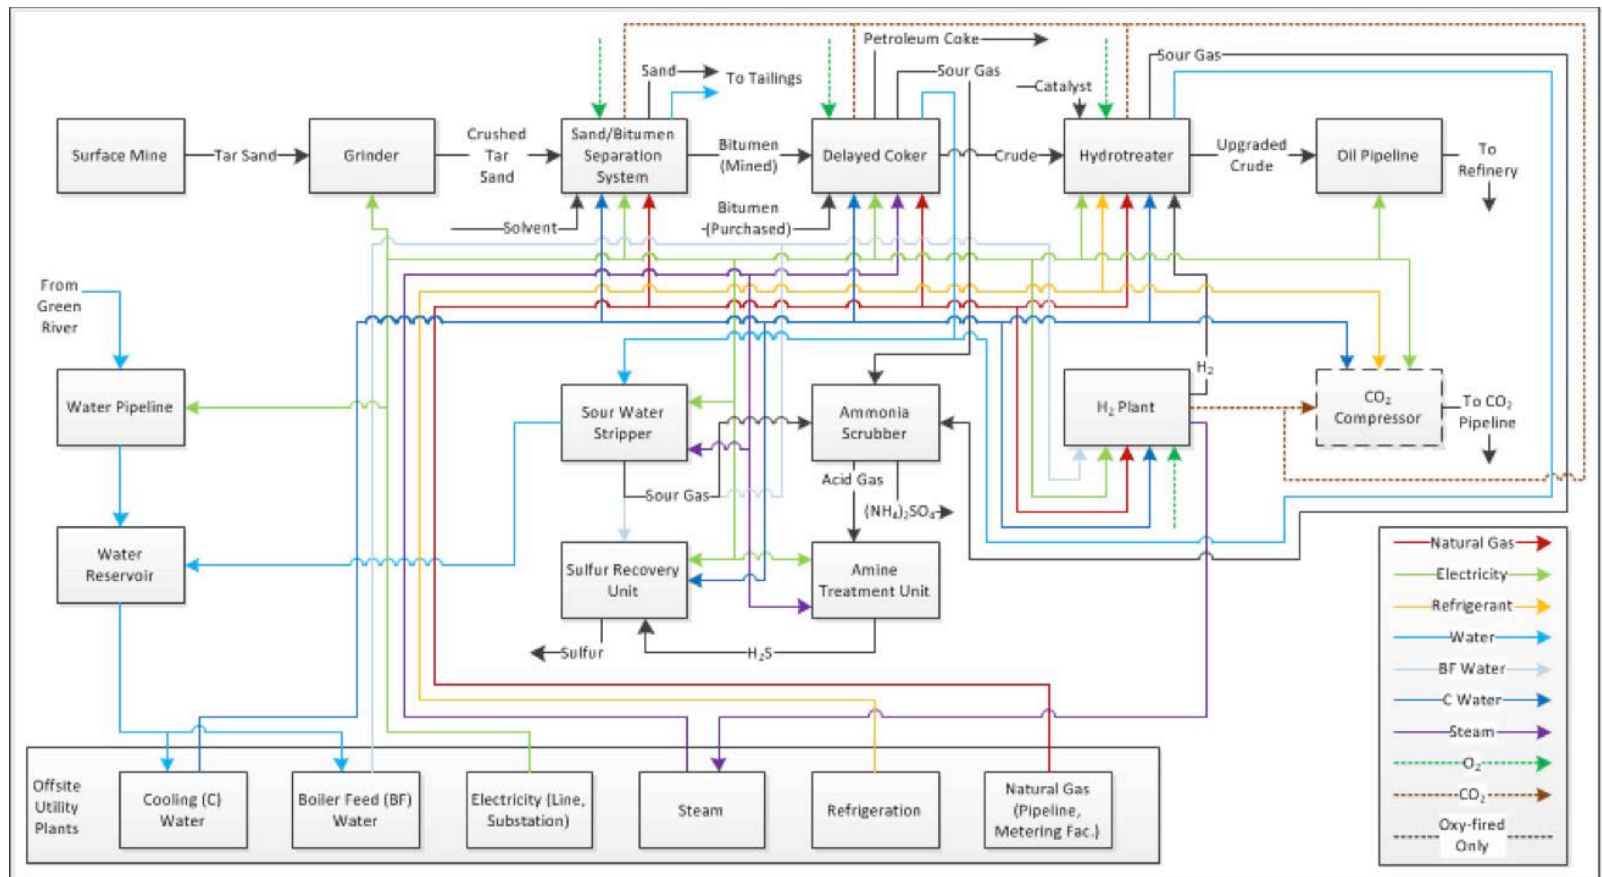 Petroleum Coke
Sour Gas
Sand
To Tailings
Sour Gas
Catalyst
Surface Mine
Tar Sand
Grinder
Crushed
Tar
Sand
Sand/Bitumen
Separation
System
Bitumen
(Mined)
Delayed Coker
Crude
Hydrotreater
Upgraded
Crude
Oil Pipeline
To
Refinery
Solvent
Bitumen
(Purchased)
From
Green
River
Water Pipeline
Sour Water
Stripper
Ammonia
Scrubber
H₂
H₂ Plant
CO₂
Compressor
To CO₂
Pipeline
Sour Gas
Acid Gas
(NH₄)₂SO₄
Water
Reservoir
Sulfur Recovery
Unit
Amine
Treatment Unit
Sulfur
H₂S
Natural Gas
Electricity
Refrigerant
Water
BF Water
C Water
Steam
O₂
CO₂
Oxy-fired
Only
Offsite
Utility
Plants
Cooling (C)
Water
Boiler Feed (BF)
Water
Electricity (Line,
Substation)
Steam
Refrigeration
Natural Gas
(Pipeline,
Metering Fac.)